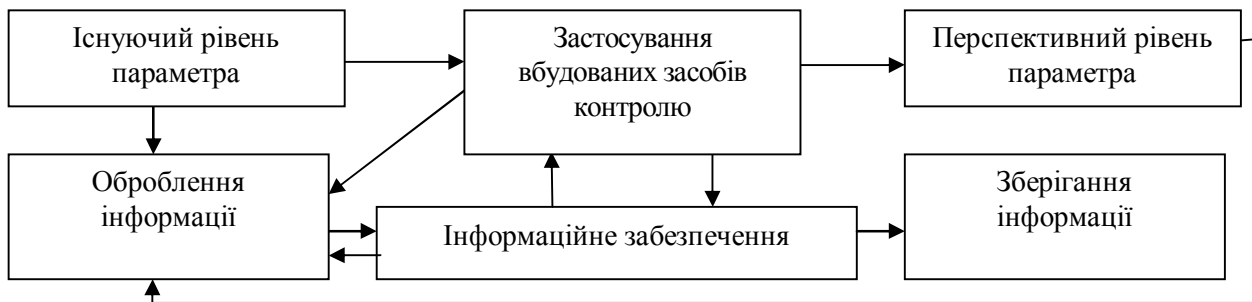 Існуючий рівень
параметра
Застосування
вбудованих засобів
контролю
Перспективний рівень
параметра
Оброблення
інформації
Інформаційне забезпечення
Зберігання
інформації